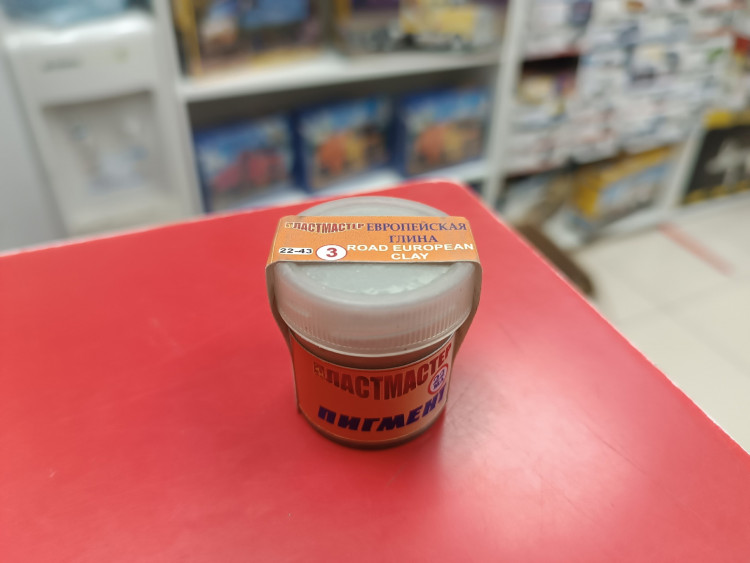 ПЛАСТМАСТЕР ЕВРОПЕЙСКАЯ
ГЛИНА
22-43 3 ROAD EUROPEAN
CLAY
ПЛАСТМАСТЕР
ПИГМЕНТ